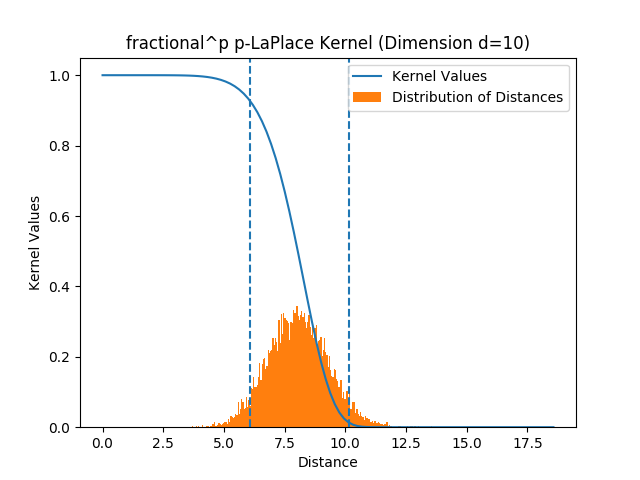 fractional^p p-LaPlace Kernel (Dimension d=10)
Kernel Values
Distribution of Distances
1.0
0.8
0.6
0.4
0.2
0.0
Kernel Values
0.0 2.5 5.0 7.5 10.0 12.5 15.0 17.5
Distance